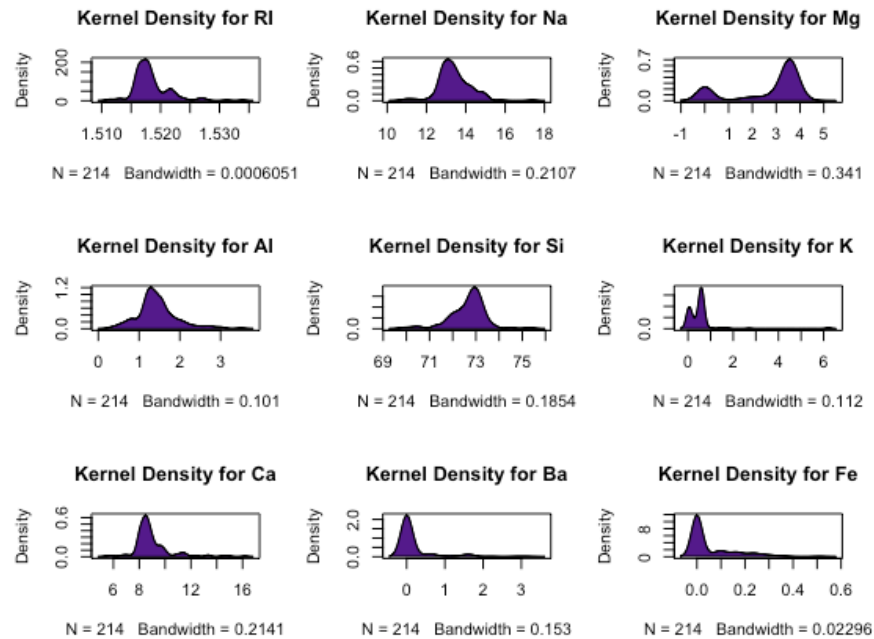 Kernel Density for RI
Density
0 200
1.510 1.520 1.530
N = 214 Bandwidth = 0.0006051
Kernel Density for Na
Density
0.0 0.6
10 12 14 16 18
N = 214 Bandwidth = 0.2107
Kernel Density for Mg
Density
0.0 0.7
-1 1 2 3 4 5
N = 214 Bandwidth = 0.341
Kernel Density for Al
Density
0.0 1.2
0 1 2 3
N = 214 Bandwidth = 0.101
Kernel Density for Si
Density
0.0
69 71 73 75
N = 214 Bandwidth = 0.1854
Kernel Density for K
Density
0.0
0 2 4 6
N = 214 Bandwidth = 0.112
Kernel Density for Ca
Density
0.0 0.6
6 8 12 16
N = 214 Bandwidth = 0.2141
Kernel Density for Ba
Density
0.0 2.0
0 1 2 3
N = 214 Bandwidth = 0.153
Kernel Density for Fe
Density
0 8
0.0 0.2 0.4 0.6
N = 214 Bandwidth = 0.02296